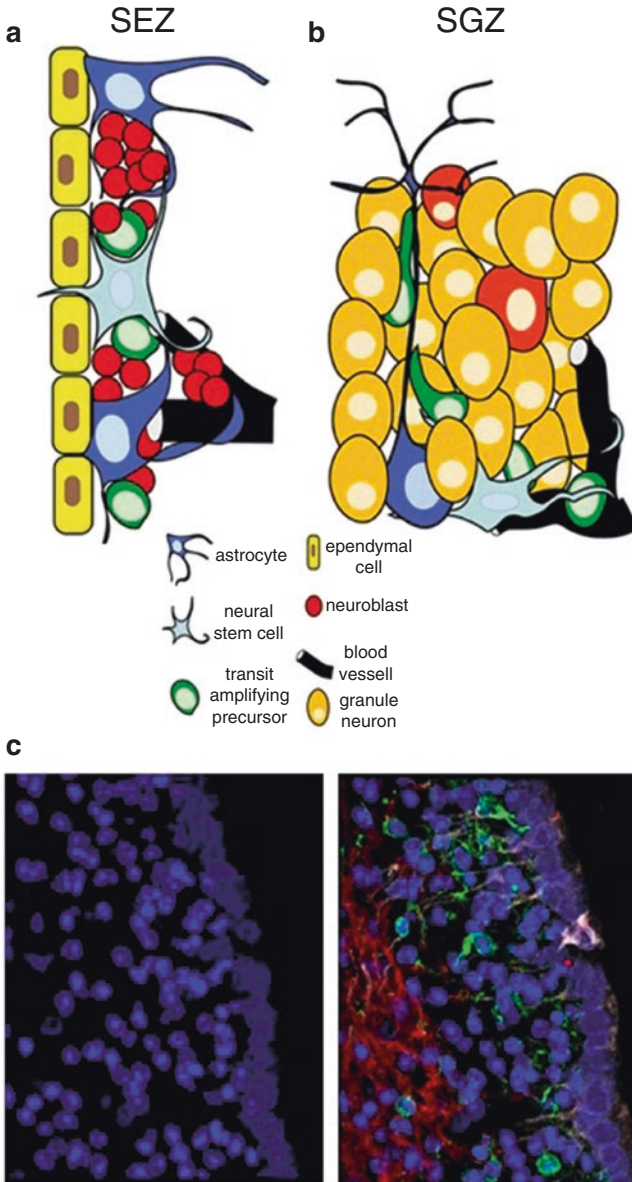 SEZ
SGZ
a
b
astrocyte
ependymal
cell
neural
stem cell
neuroblast
transit
amplifying
precursor
blood
vessell
granule
neuron
c